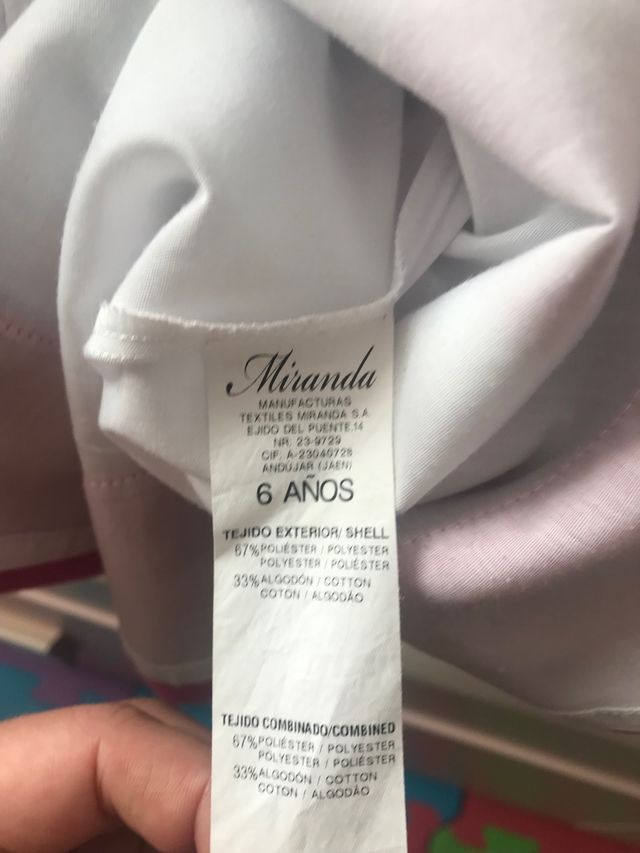 Miranda
MANUFACTURAS
TEXTILES MIRANDA S.A.
EJIDO DEL PUENTE,14
NR. 23-9729
CIF: A-23040728
ANDÚJAR (JAÉN)
6 AÑOS
TEJIDO EXTERIOR/ SHELL
67% POLIÉSTER / POLYESTER
POLYESTER / POLIÉSTER
33% ALGODÓN / COTTON
COTON / ALGODÃO
TEJIDO COMBINADO/COMBINED
67% POLIÉSTER / POLYESTER
POLYESTER / POLIÉSTER
33% ALGODÓN / COTTON
COTON / ALGODÃO